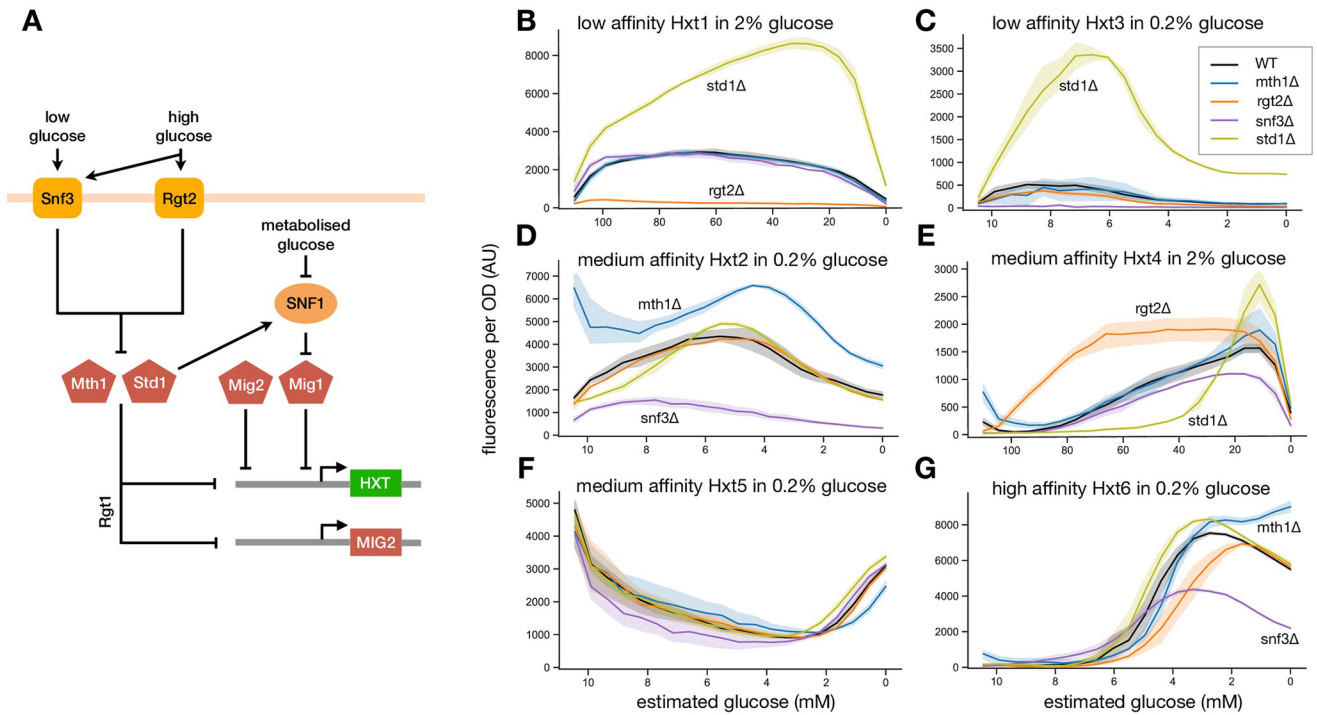 A
low
glucose
high
glucose
Snf3
Rgt2
metabolised
glucose
SNF1
Mth1
Std1
Mig2
Mig1
Rgt1
HXT
MIG2
fluorescence per OD (AU)
B
low affinity Hxt1 in 2% glucose
8000
6000
4000
2000
0
std1Δ
rgt2Δ
100
80
60
40
20
0
C
low affinity Hxt3 in 0.2% glucose
3500
3000
2500
2000
1500
1000
500
0
std1Δ
WT
mth1Δ
rgt2Δ
snf3Δ
std1Δ
10
8
6
4
2
0
D
medium affinity Hxt2 in 0.2% glucose
7000
6000
5000
4000
3000
2000
1000
0
mth1Δ
snf3Δ
10
8
6
4
2
0
E
medium affinity Hxt4 in 2% glucose
3000
2500
2000
1500
1000
500
0
rgt2Δ
std1Δ
100
80
60
40
20
0
F
medium affinity Hxt5 in 0.2% glucose
5000
4000
3000
2000
1000
0
10
8
6
4
2
0
estimated glucose (mM)
G
high affinity Hxt6 in 0.2% glucose
8000
6000
4000
2000
0
mth1Δ
snf3Δ
10
8
6
4
2
0
estimated glucose (mM)